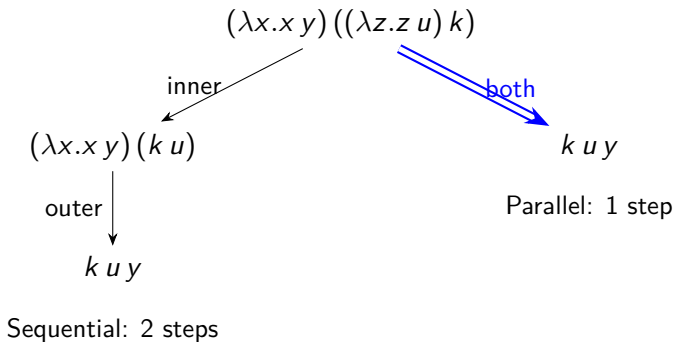 (λx.x y) ((λz.z u) k)
inner
both
(λx.x y) (k u)
k u y
Parallel: 1 step
outer
k u y
Sequential: 2 steps